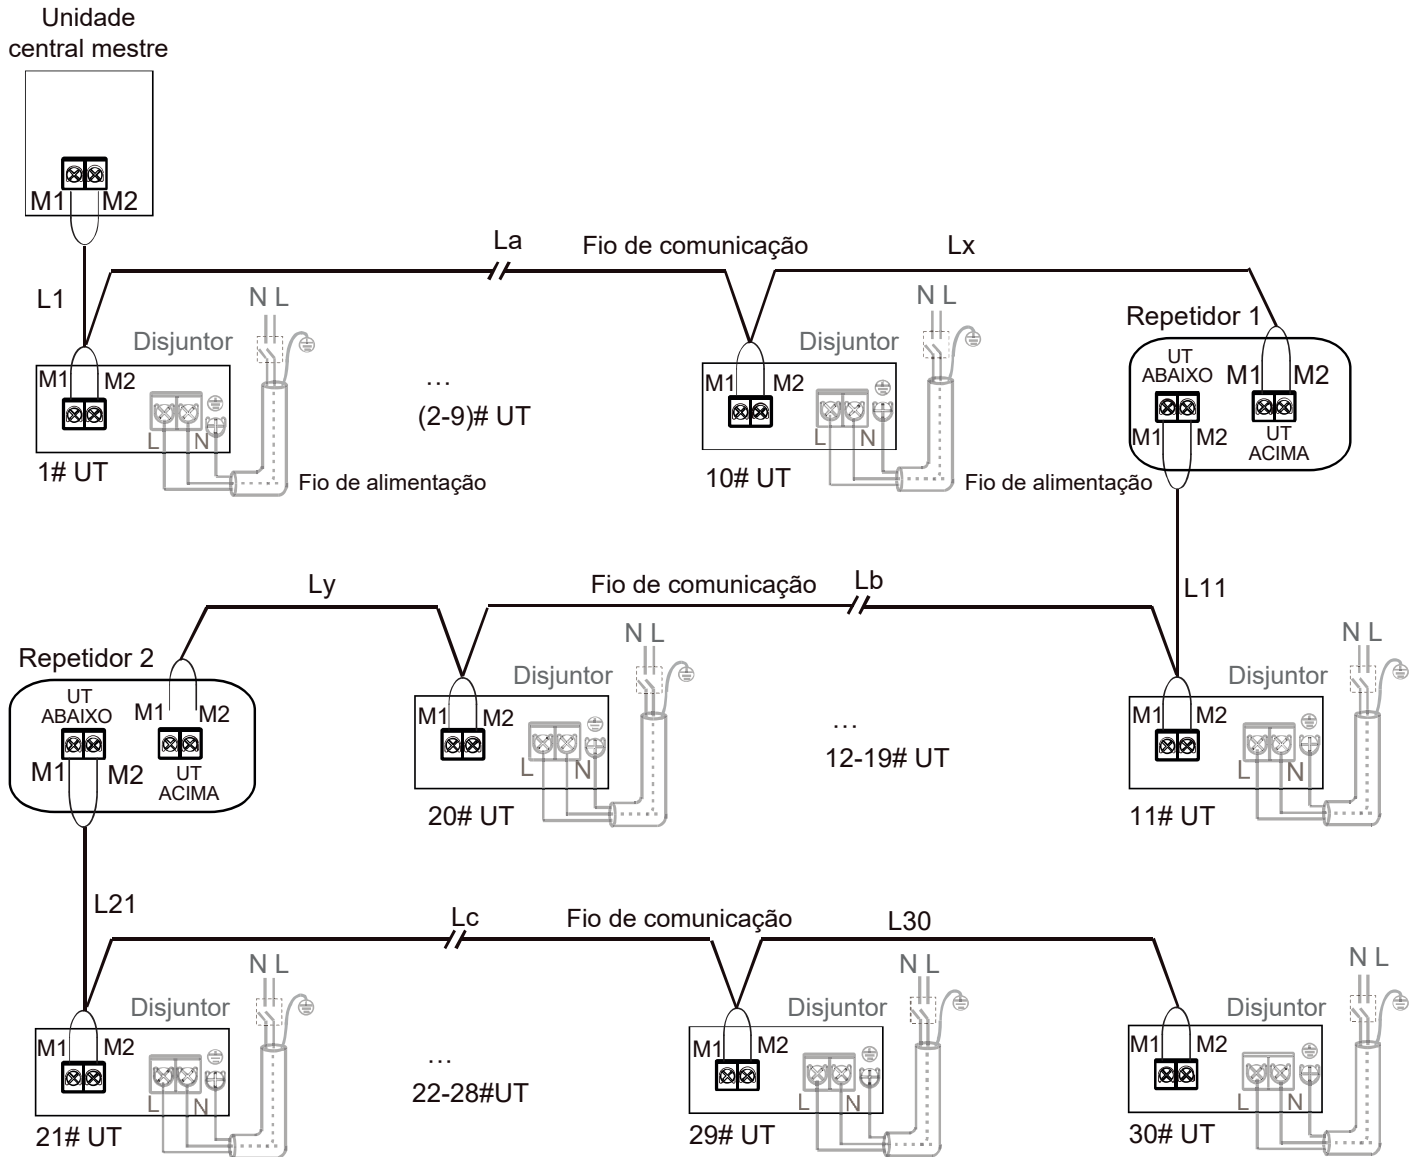 Unidade
central mestre
M1 M2
La
Fio de comunicação
Lx
L1
N L
N L
Disjuntor
Disjuntor
Repetidor 1
M1 M2
L N
1# UT
Fio de alimentação
...
(2-9)# UT
M1 M2
L N
10# UT
Fio de alimentação
UT
ABAIXO
M1 M2
M1 M2
UT
ACIMA
L11
Ly
Fio de comunicação
Lb
Repetidor 2
UT
ABAIXO
M1 M2
M1 M2
UT
ACIMA
N L
Disjuntor
M1 M2
L N
20# UT
...
12-19# UT
N L
Disjuntor
M1 M2
L N
11# UT
L21
Lc
Fio de comunicação
L30
N L
Disjuntor
M1 M2
L N
21# UT
...
22-28#UT
N L
Disjuntor
M1 M2
L N
29# UT
N L
Disjuntor
M1 M2
L N
30# UT